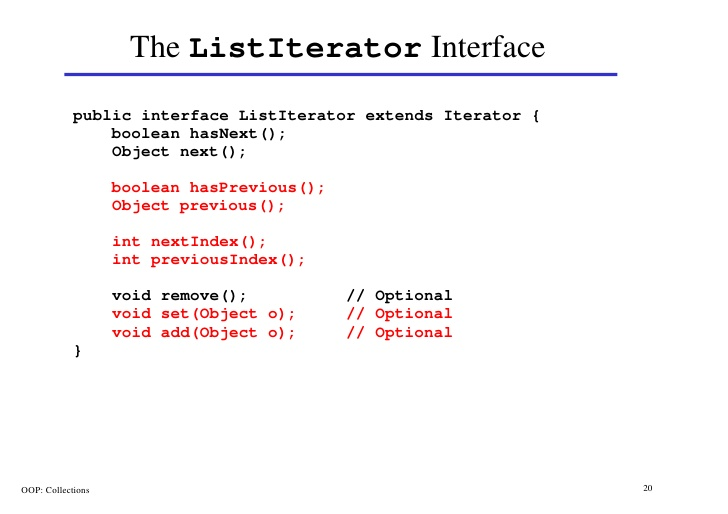 The ListIterator Interface
public interface ListIterator extends Iterator {
    boolean hasNext();
    Object next();
    boolean hasPrevious();
    Object previous();
    int nextIndex();
    int previousIndex();
    void remove();          // Optional
    void set(Object o);     // Optional
    void add(Object o);     // Optional
}
OOP: Collections
20